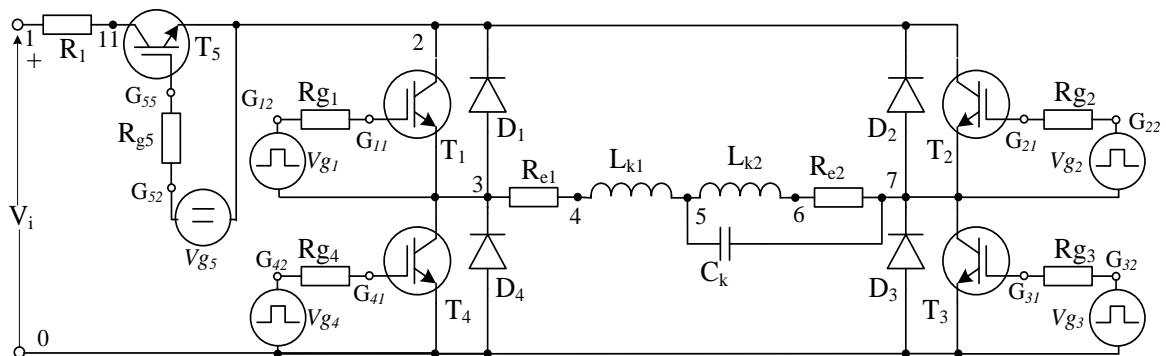 1
+
R1
11
T5
2
G55
Rg5
G52
Vg5
Vi
0
G12
Rg1
G11
Vg1
T1
D1
3
Re1
4
Lk1
5
Lk2
6
Re2
7
Ck
D2
T2
G21
Rg2
G22
Vg2
G42
Rg4
G41
Vg4
T4
D4
D3
T3
G31
Rg3
G32
Vg3